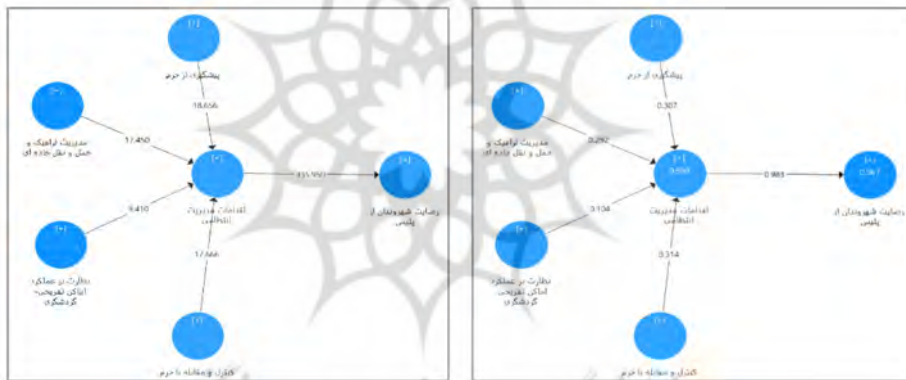 [+]
پیشگیری از جرم
18.656
[+]
مدیریت ترافیک و
حمل و نقل جاده ای
17.450
[+]
اقدامات مدیریت
انتظامی
[+]
رضایت شهروندان از
پلیس
9.410
[+]
نظارت بر عملکرد
اماکن تفریحی-
گردشگری
17.666
[+]
کنترل و مقابله با جرم
[+]
پیشگیری از جرم
0.307
[+]
مدیریت ترافیک و
حمل و نقل جاده ای
0.292
[+]
اقدامات مدیریت
انتظامی
0.983
[+]
0.967
رضایت شهروندان از
پلیس
[+]
نظارت بر عملکرد
اماکن تفریحی-
گردشگری
0.314
[+]
کنترل و مقابله با جرم